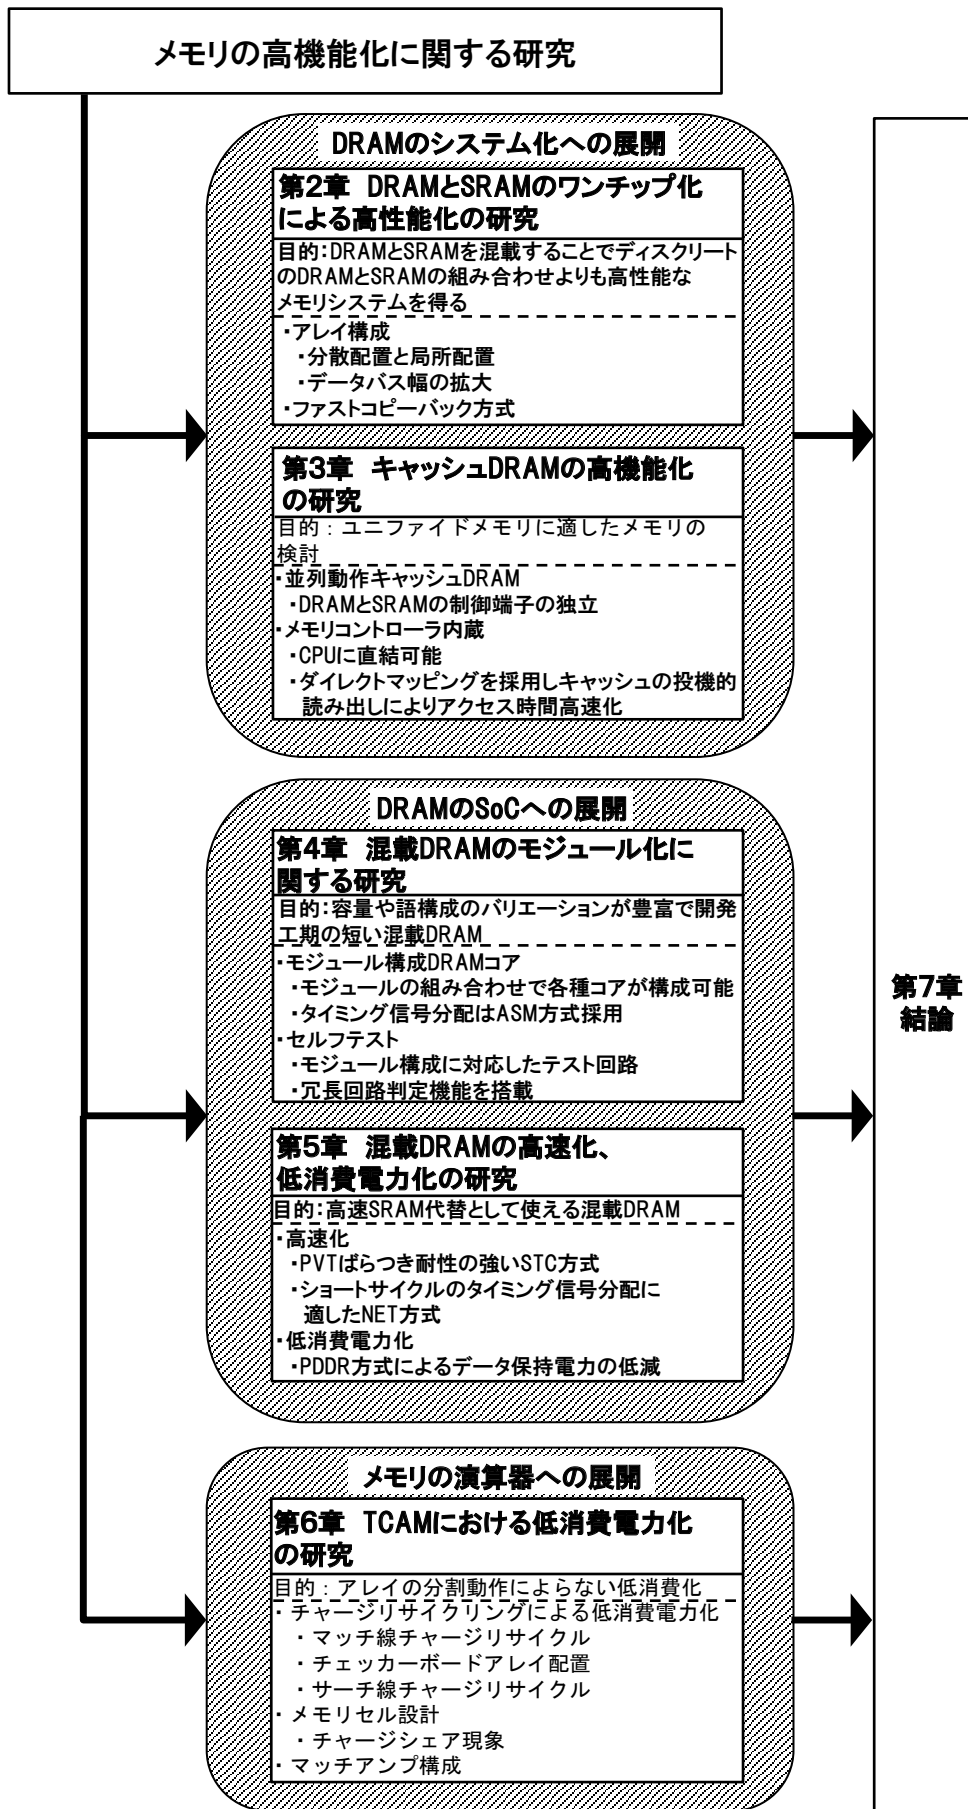 メモリの高機能化に関する研究
DRAMのシステム化への展開
第2章 DRAMとSRAMのワンチップ化
による高性能化の研究
目的:DRAMとSRAMを混載することでディスクリート
のDRAMとSRAMの組み合わせよりも高性能な
メモリシステムを得る
・アレイ構成
・分散配置と局所配置
・データバス幅の拡大
・ファストコピーバック方式
第3章 キャッシュDRAMの高機能化
の研究
目的：ユニファイドメモリに適したメモリの
検討
・並列動作キャッシュDRAM
・DRAMとSRAMの制御端子の独立
・メモリコントローラ内蔵
・CPUに直結可能
・ダイレクトマッピングを採用しキャッシュの投機的
読み出しによりアクセス時間高速化
DRAMのSoCへの展開
第4章 混載DRAMのモジュール化に
関する研究
目的:容量や語構成のバリエーションが豊富で開発
工期の短い混載DRAM
・モジュール構成DRAMコア
・モジュールの組み合わせで各種コアが構成可能
・タイミング信号分配はASM方式採用
・セルフテスト
・モジュール構成に対応したテスト回路
・冗長回路判定機能を搭載
第5章 混載DRAMの高速化、
低消費電力化の研究
目的:高速SRAM代替として使える混載DRAM
・高速化
・PVTばらつき耐性の強いSTC方式
・ショートサイクルのタイミング信号分配に
適したNET方式
・低消費電力化
・PDDR方式によるデータ保持電力の低減
メモリの演算器への展開
第6章 TCAMにおける低消費電力化
の研究
目的：アレイの分割動作によらない低消費化
・チャージリサイクリングによる低消費電力化
・マッチ線チャージリサイクル
・チェッカーボードアレイ配置
・サーチ線チャージリサイクル
・メモリセル設計
・チャージシェア現象
・マッチアンプ構成
第7章
結論